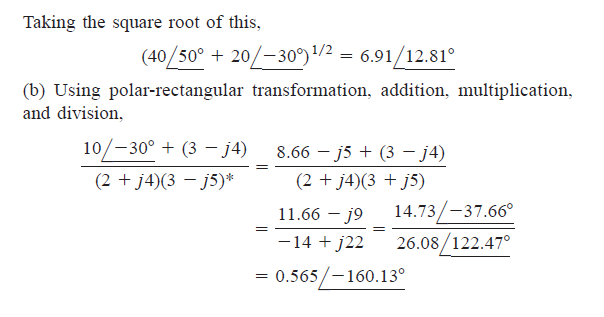 Taking the square root of this,
(40/50° + 20/−30°)^1/2 = 6.91/12.81°
(b) Using polar-rectangular transformation, addition, multiplication,
and division,
10/−30° + (3 − j4) / (2 + j4)(3 − j5)* = 8.66 − j5 + (3 − j4) / (2 + j4)(3 + j5)
= 11.66 − j9 / −14 + j22 = 14.73/−37.66° / 26.08/122.47°
= 0.565/−160.13°